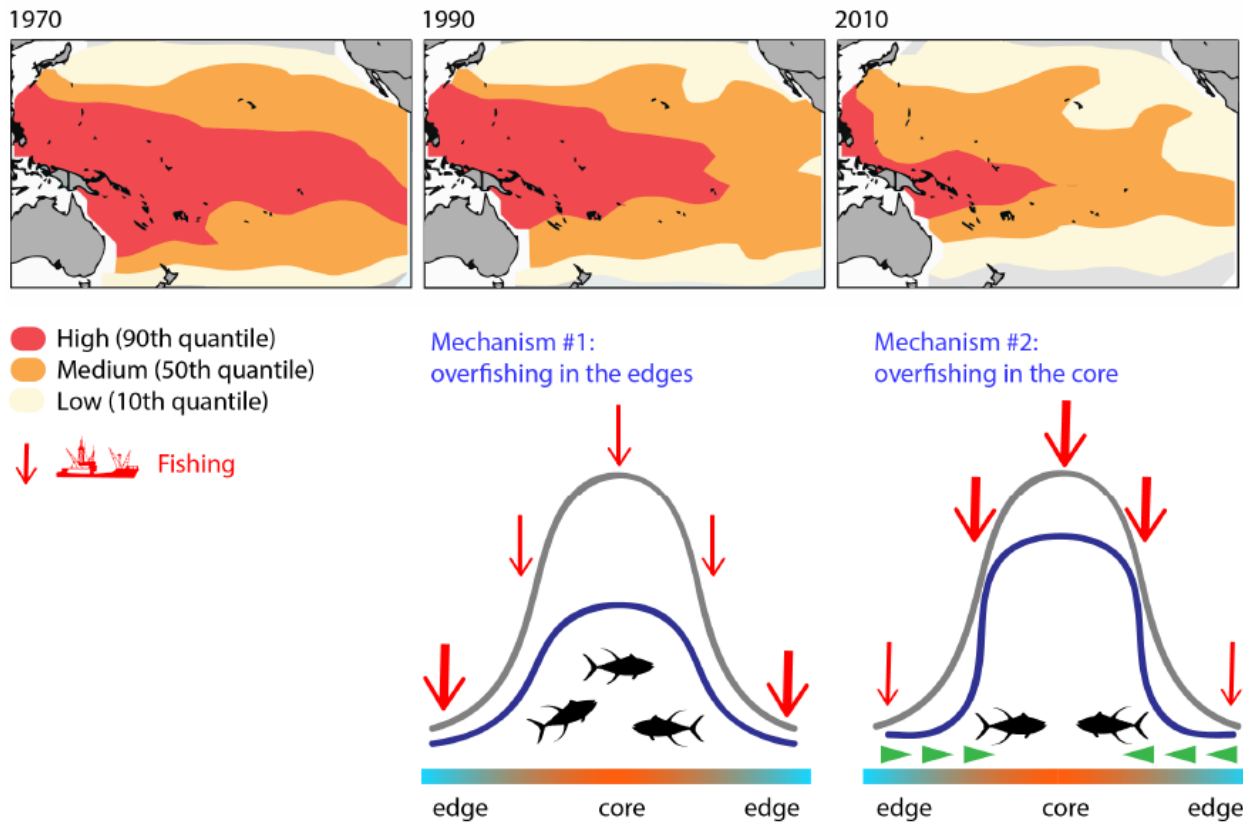 1970
1990
2010
High (90th quantile)
Medium (50th quantile)
Low (10th quantile)
Fishing
Mechanism #1:
overfishing in the edges
Mechanism #2:
overfishing in the core
edge
core
edge
edge
core
edge